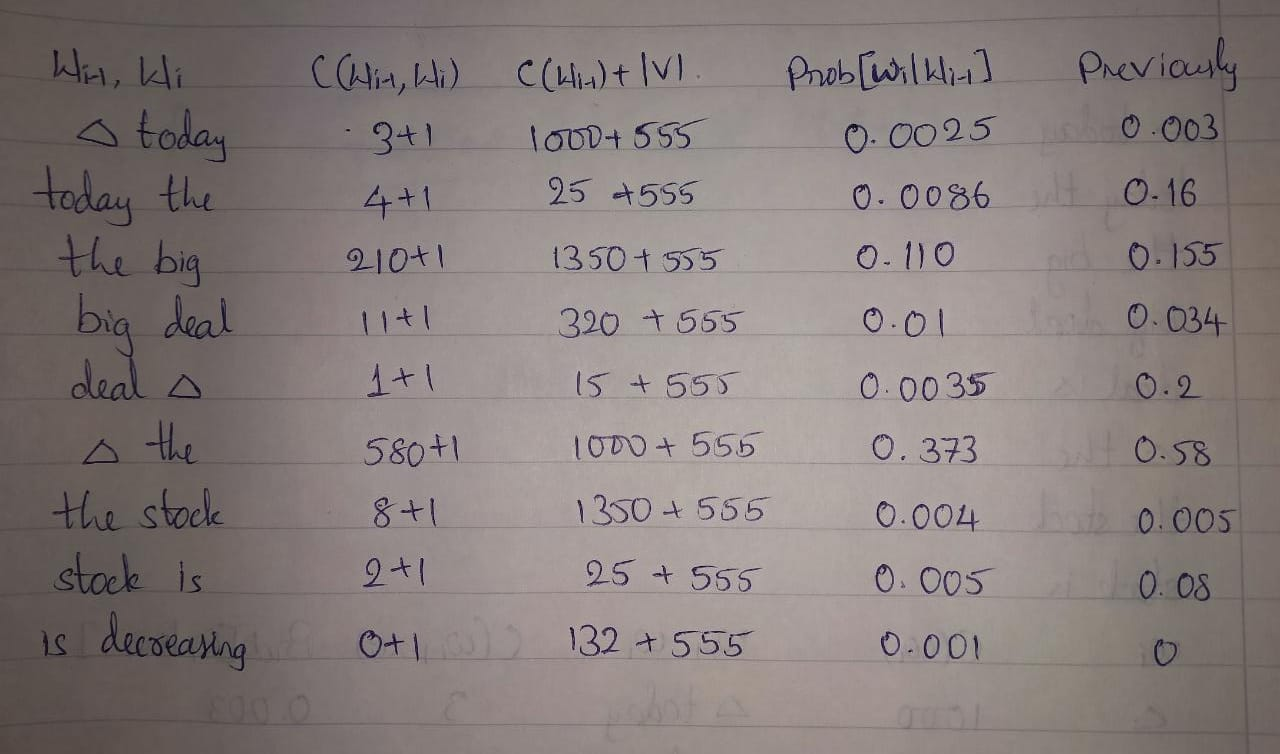 Wi-1, Wi C(Wi-1, Wi) C(Wi-1)+ |V|. Prob[Wi|Wi-1] Previously
△ today 3+1 1000+555 0.0025 0.003
today the 4+1 25 +555 0.0086 0.16
the big 210+1 1350+555 0.110 0.155
big deal 11+1 320 +555 0.01 0.034
deal △ 1+1 15 +555 0.0035 0.2
△ the 580+1 1000+555 0.373 0.58
the stock 8+1 1350+555 0.004 0.005
stock is 2+1 25 +555 0.005 0.08
is decreasing 0+1 132 +555 0.001 0